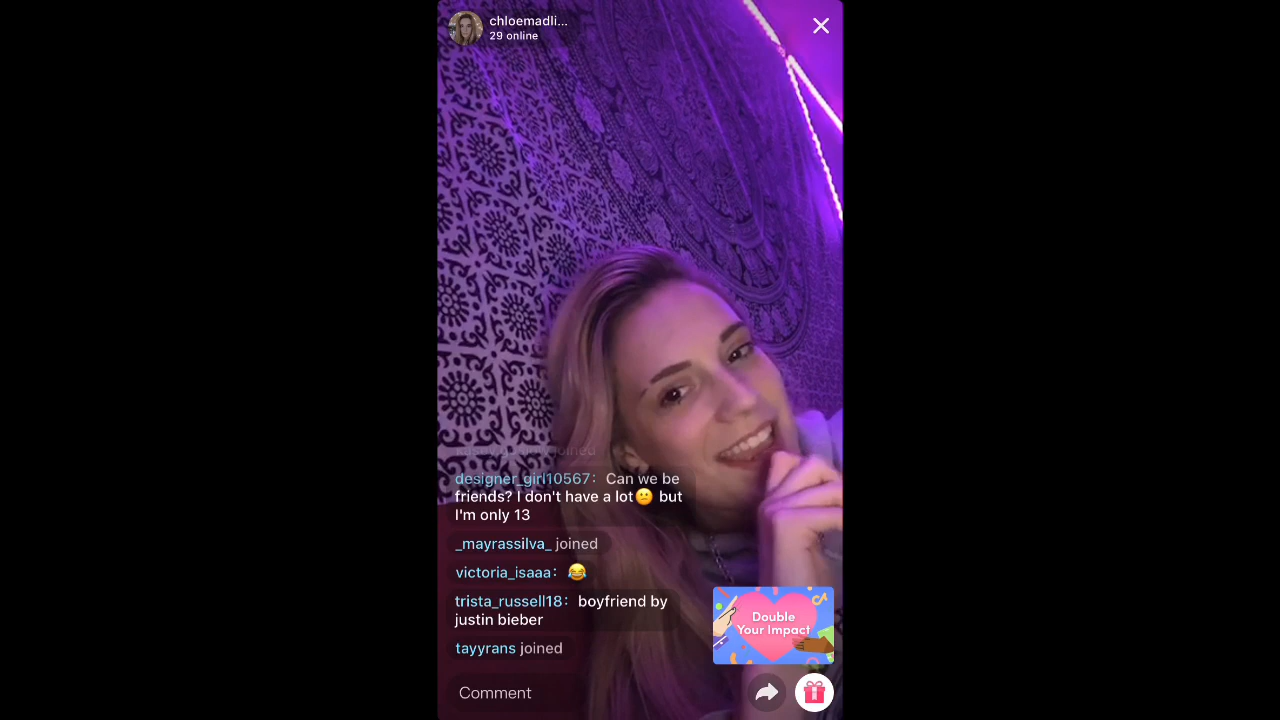 chloemadli...
29 online
joined
designer_girl10567: Can we be
friends? I don't have a lot😕 but
I'm only 13
_mayrassilva_ joined
victoria_isaaa: 😂
trista_russell18: boyfriend by
justin bieber
tayyrans joined
Double
Your Impact
Comment